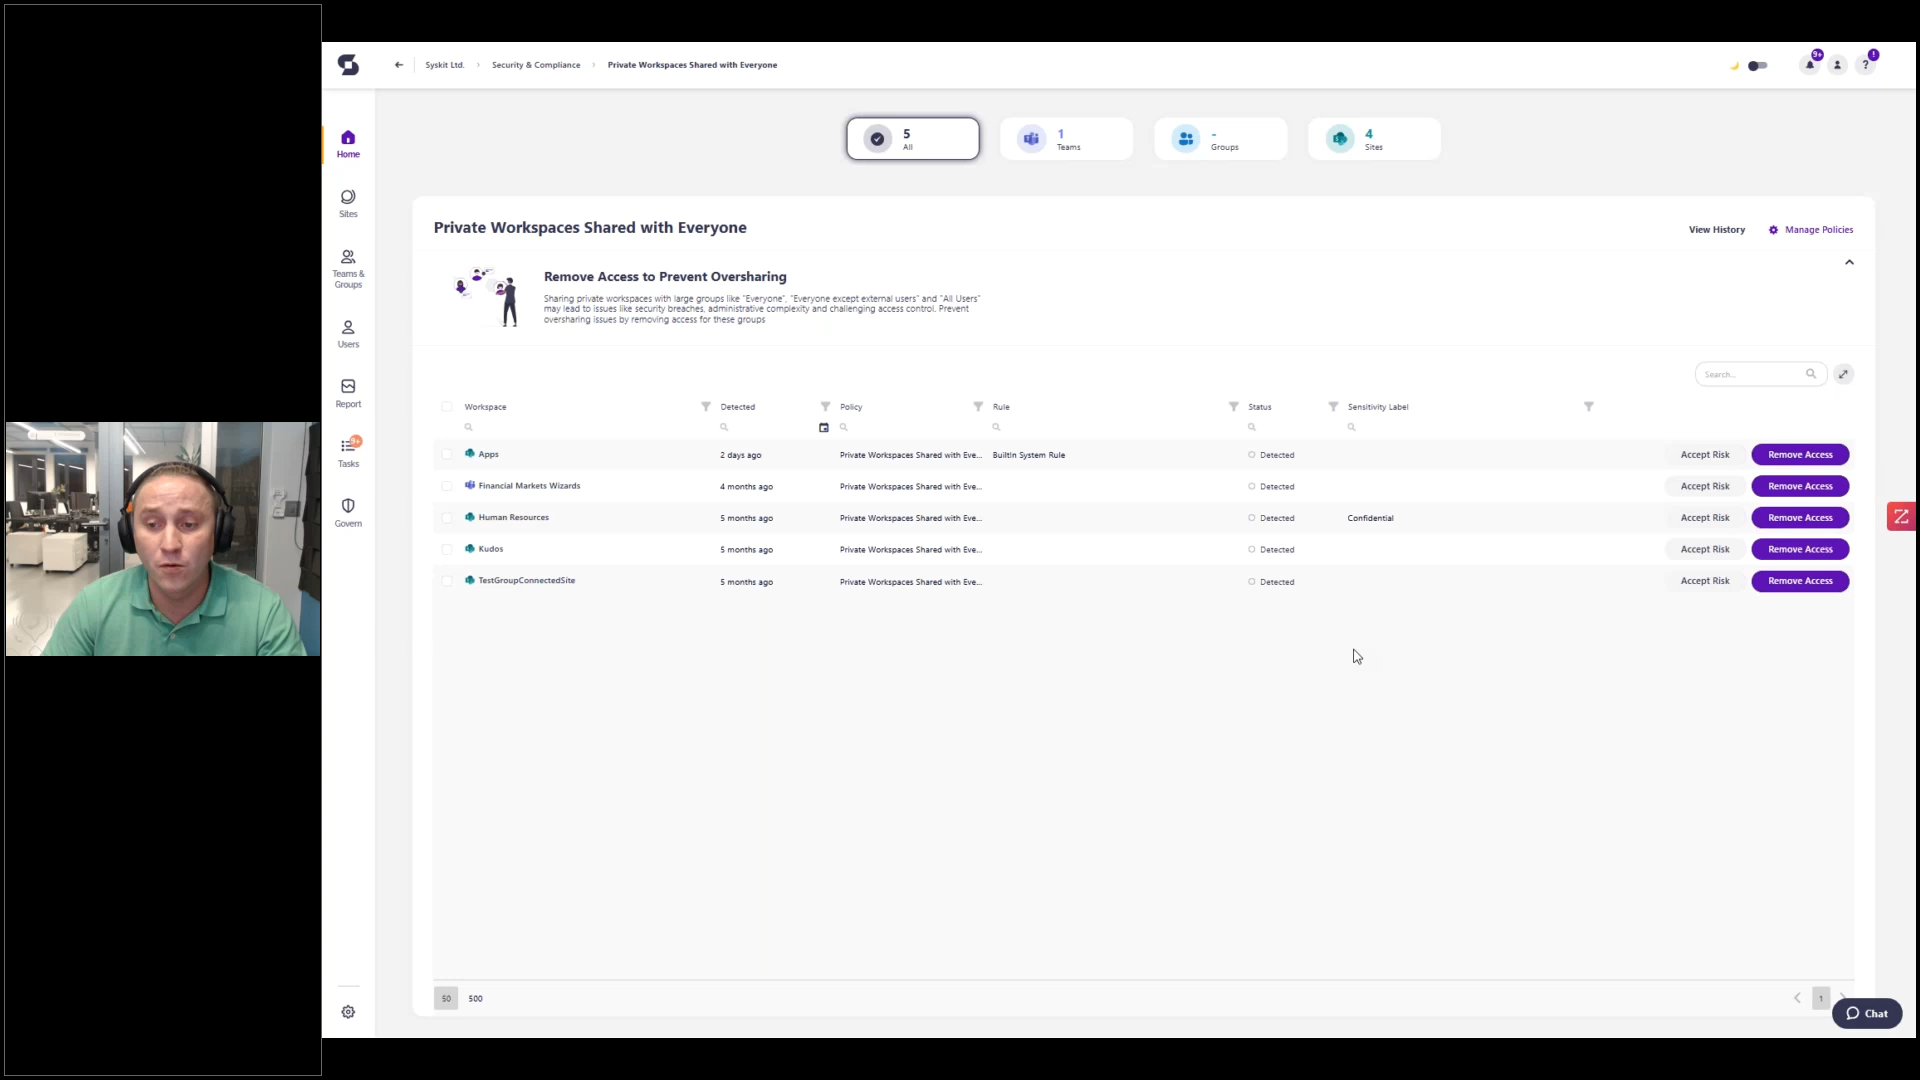 Syskit Ltd. > Security & Compliance > Private Workspaces Shared with Everyone
9+
!
?
5
All
1
Teams
-
Groups
4
Sites
Home
Sites
Teams &
Groups
Users
Report
9+
Tasks
Govern
Private Workspaces Shared with Everyone
View History
Manage Policies
Remove Access to Prevent Oversharing
Sharing private workspaces with large groups like "Everyone", "Everyone except external users" and "All Users"
may lead to issues like security breaches, administrative complexity and challenging access control. Prevent
oversharing issues by removing access for these groups
Search...
Workspace Detected Policy Rule Status Sensitivity Label
Apps 2 days ago Private Workspaces Shared with Eve... BuiltIn System Rule Detected Accept Risk Remove Access
Financial Markets Wizards 4 months ago Private Workspaces Shared with Eve... Detected Accept Risk Remove Access
Human Resources 5 months ago Private Workspaces Shared with Eve... Detected Confidential Accept Risk Remove Access
Kudos 5 months ago Private Workspaces Shared with Eve... Detected Accept Risk Remove Access
TestGroupConnectedSite 5 months ago Private Workspaces Shared with Eve... Detected Accept Risk Remove Access
50 500
1
Chat